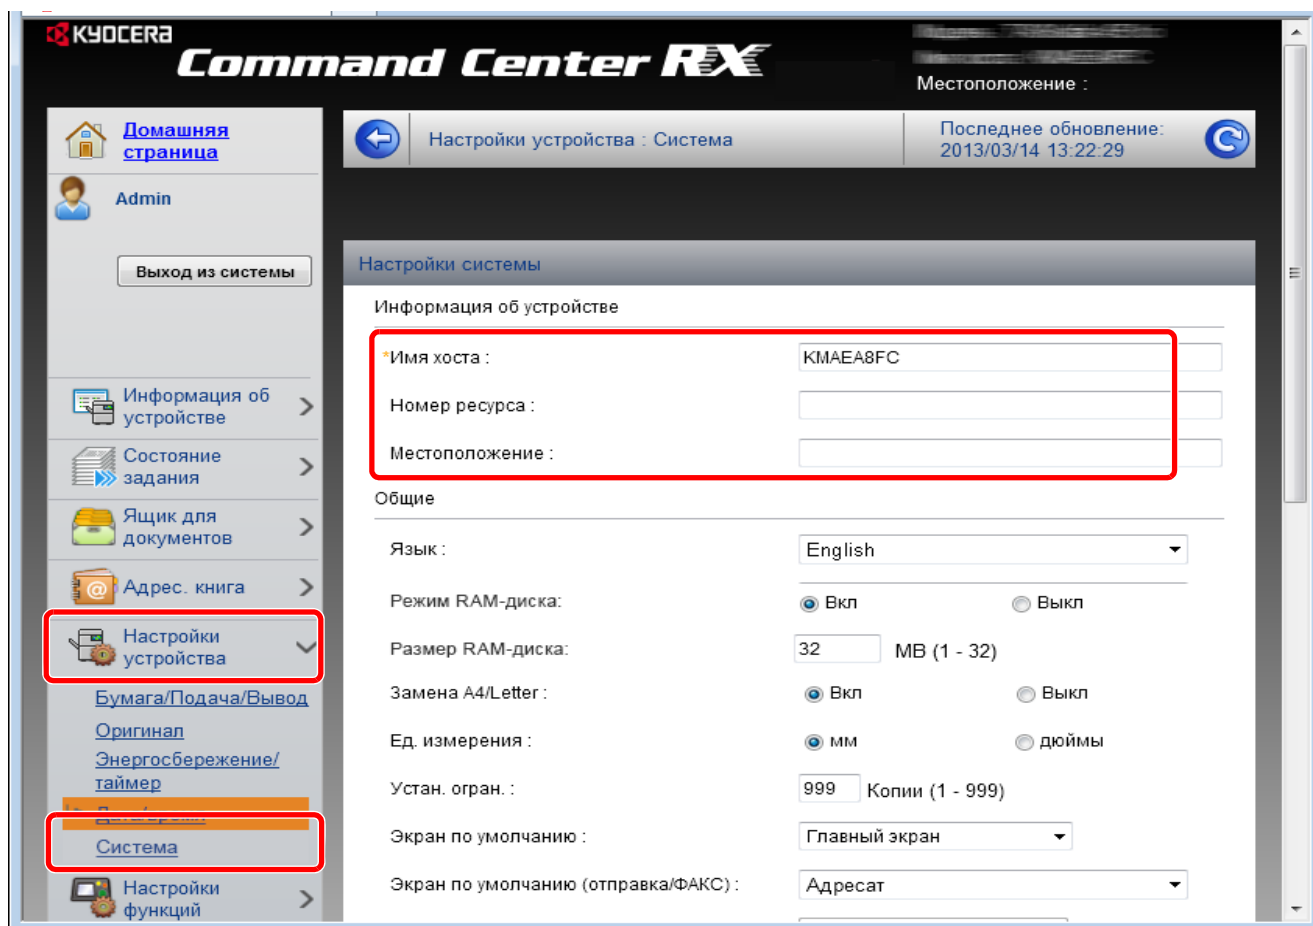 KYOCERA
Command Center RX
Местоположение :
Домашняя
страница
Admin
Выход из системы
Информация об
устройстве
Состояние
задания
Ящик для
документов
Адрес. книга
Настройки
устройства
Бумага/Подача/Вывод
Оригинал
Энергосбережение/
таймер
Дата/время
Система
Настройки
функций
Настройки устройства : Система
Последнее обновление:
2013/03/14 13:22:29
Настройки системы
Информация об устройстве
*Имя хоста : KMAEA8FC
Номер ресурса :
Местоположение :
Общие
Язык : English
Режим RAM-диска: Вкл Выкл
Размер RAM-диска: 32 MB (1 - 32)
Замена A4/Letter : Вкл Выкл
Ед. измерения : мм дюймы
Устан. огран. : 999 Копии (1 - 999)
Экран по умолчанию : Главный экран
Экран по умолчанию (отправка/ФАКС) : Адресат